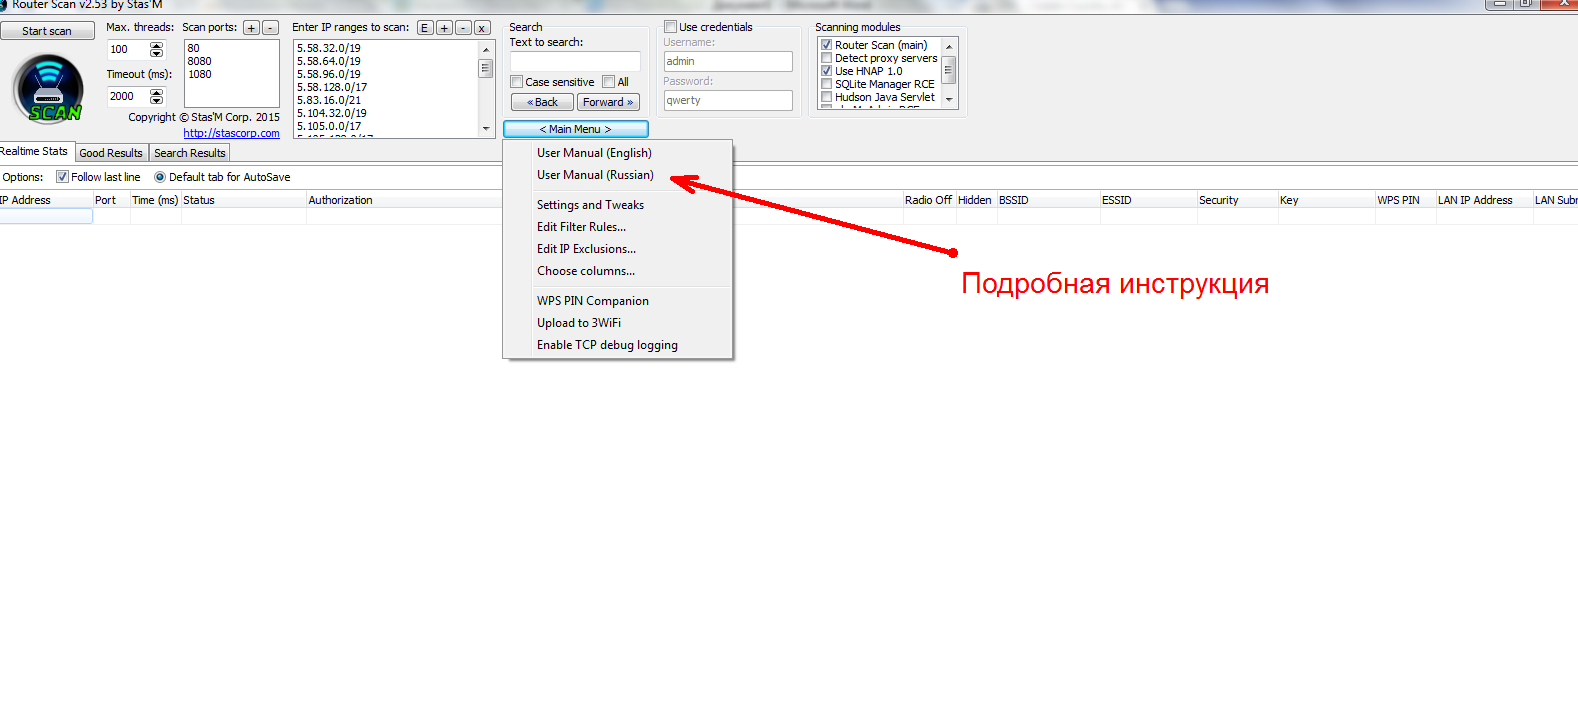 Router Scan v2.53 by Stas'M
Start scan
Max. threads:
100
Timeout (ms):
2000
Scan ports:
+
-
80
8080
1080
SCAN
Copyright © Stas'M Corp. 2015
http://stascorp.com
Enter IP ranges to scan:
E
+
-
x
5.58.32.0/19
5.58.64.0/19
5.58.96.0/19
5.58.128.0/17
5.83.16.0/21
5.104.32.0/19
5.105.0.0/17
Search
Text to search:
Case sensitive
All
«Back
Forward »
< Main Menu >
Use credentials
Username:
admin
Password:
qwerty
Scanning modules
Router Scan (main)
Detect proxy servers
Use HNAP 1.0
SQLite Manager RCE
Hudson Java Servlet
Realtime Stats
Good Results
Search Results
Options:
Follow last line
Default tab for AutoSave
IP Address
Port
Time (ms)
Status
Authorization
Radio Off
Hidden
BSSID
ESSID
Security
Key
WPS PIN
LAN IP Address
User Manual (English)
User Manual (Russian)
Settings and Tweaks
Edit Filter Rules...
Edit IP Exclusions...
Choose columns...
WPS PIN Companion
Upload to 3WiFi
Enable TCP debug logging
Подробная инструкция